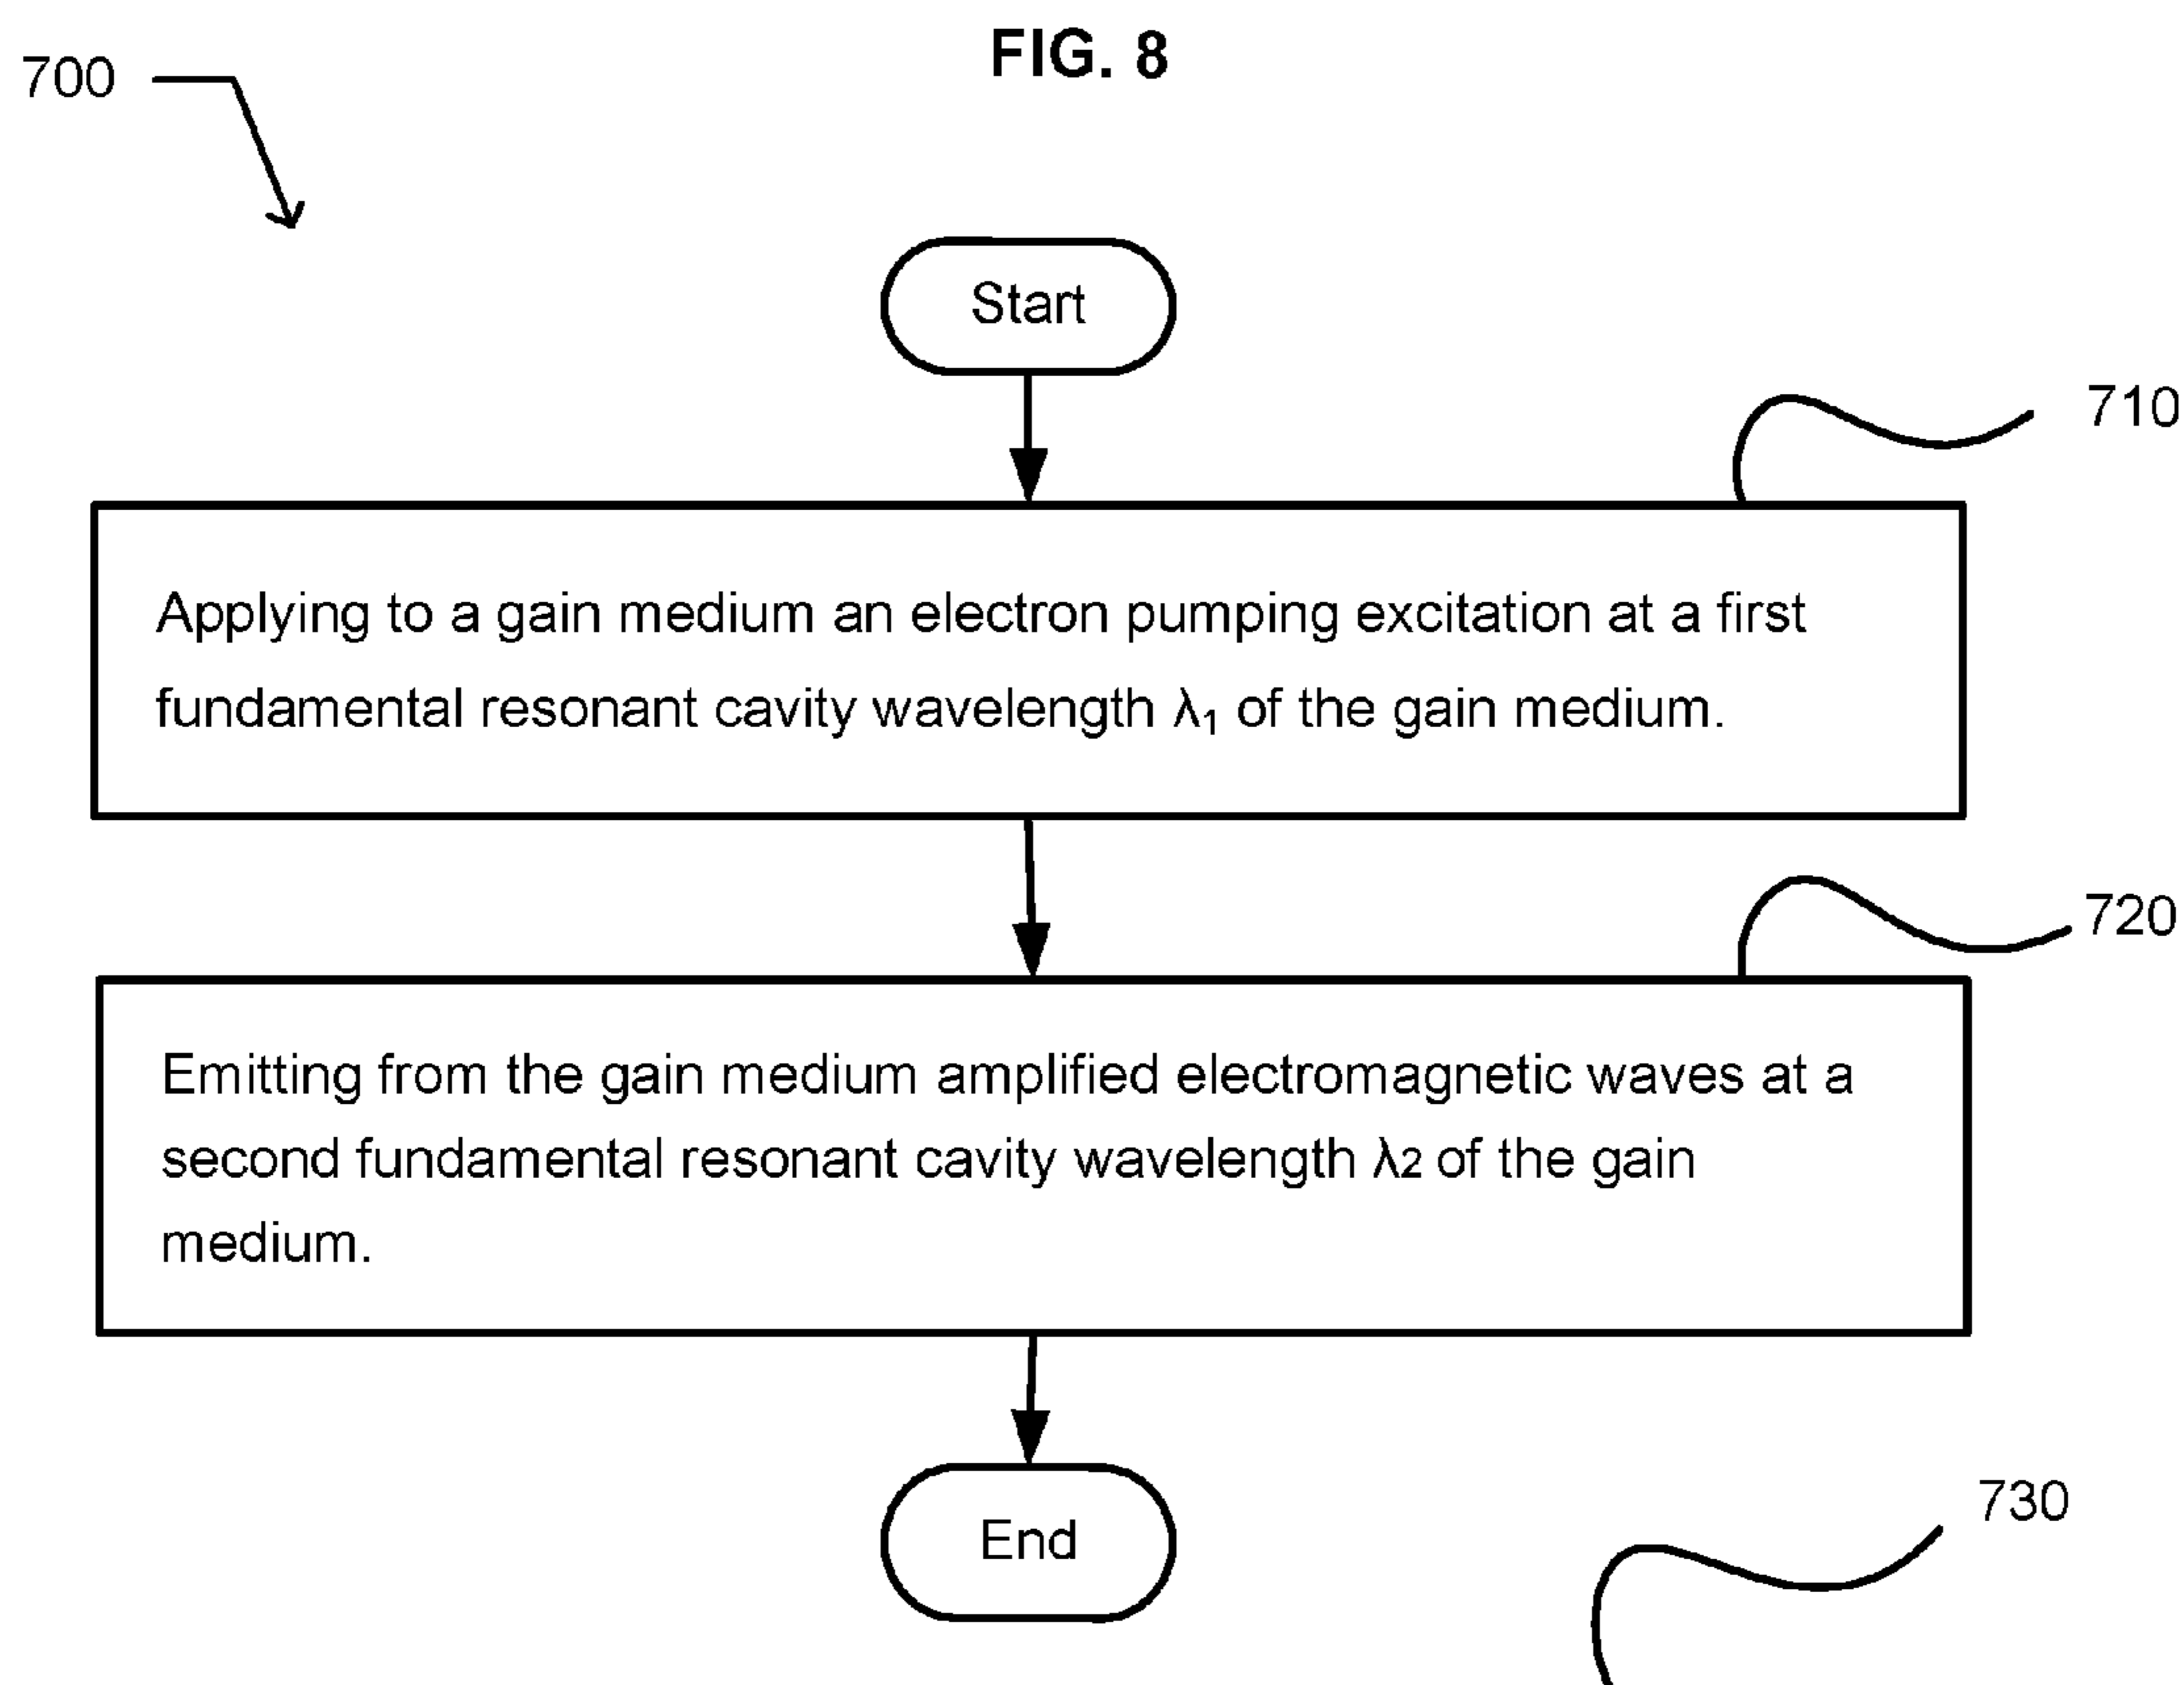 FIG. 8
700
Start
710
Applying to a gain medium an electron pumping excitation at a first
fundamental resonant cavity wavelength λ₁ of the gain medium.
720
Emitting from the gain medium amplified electromagnetic waves at a
second fundamental resonant cavity wavelength λ2 of the gain
medium.
End
730